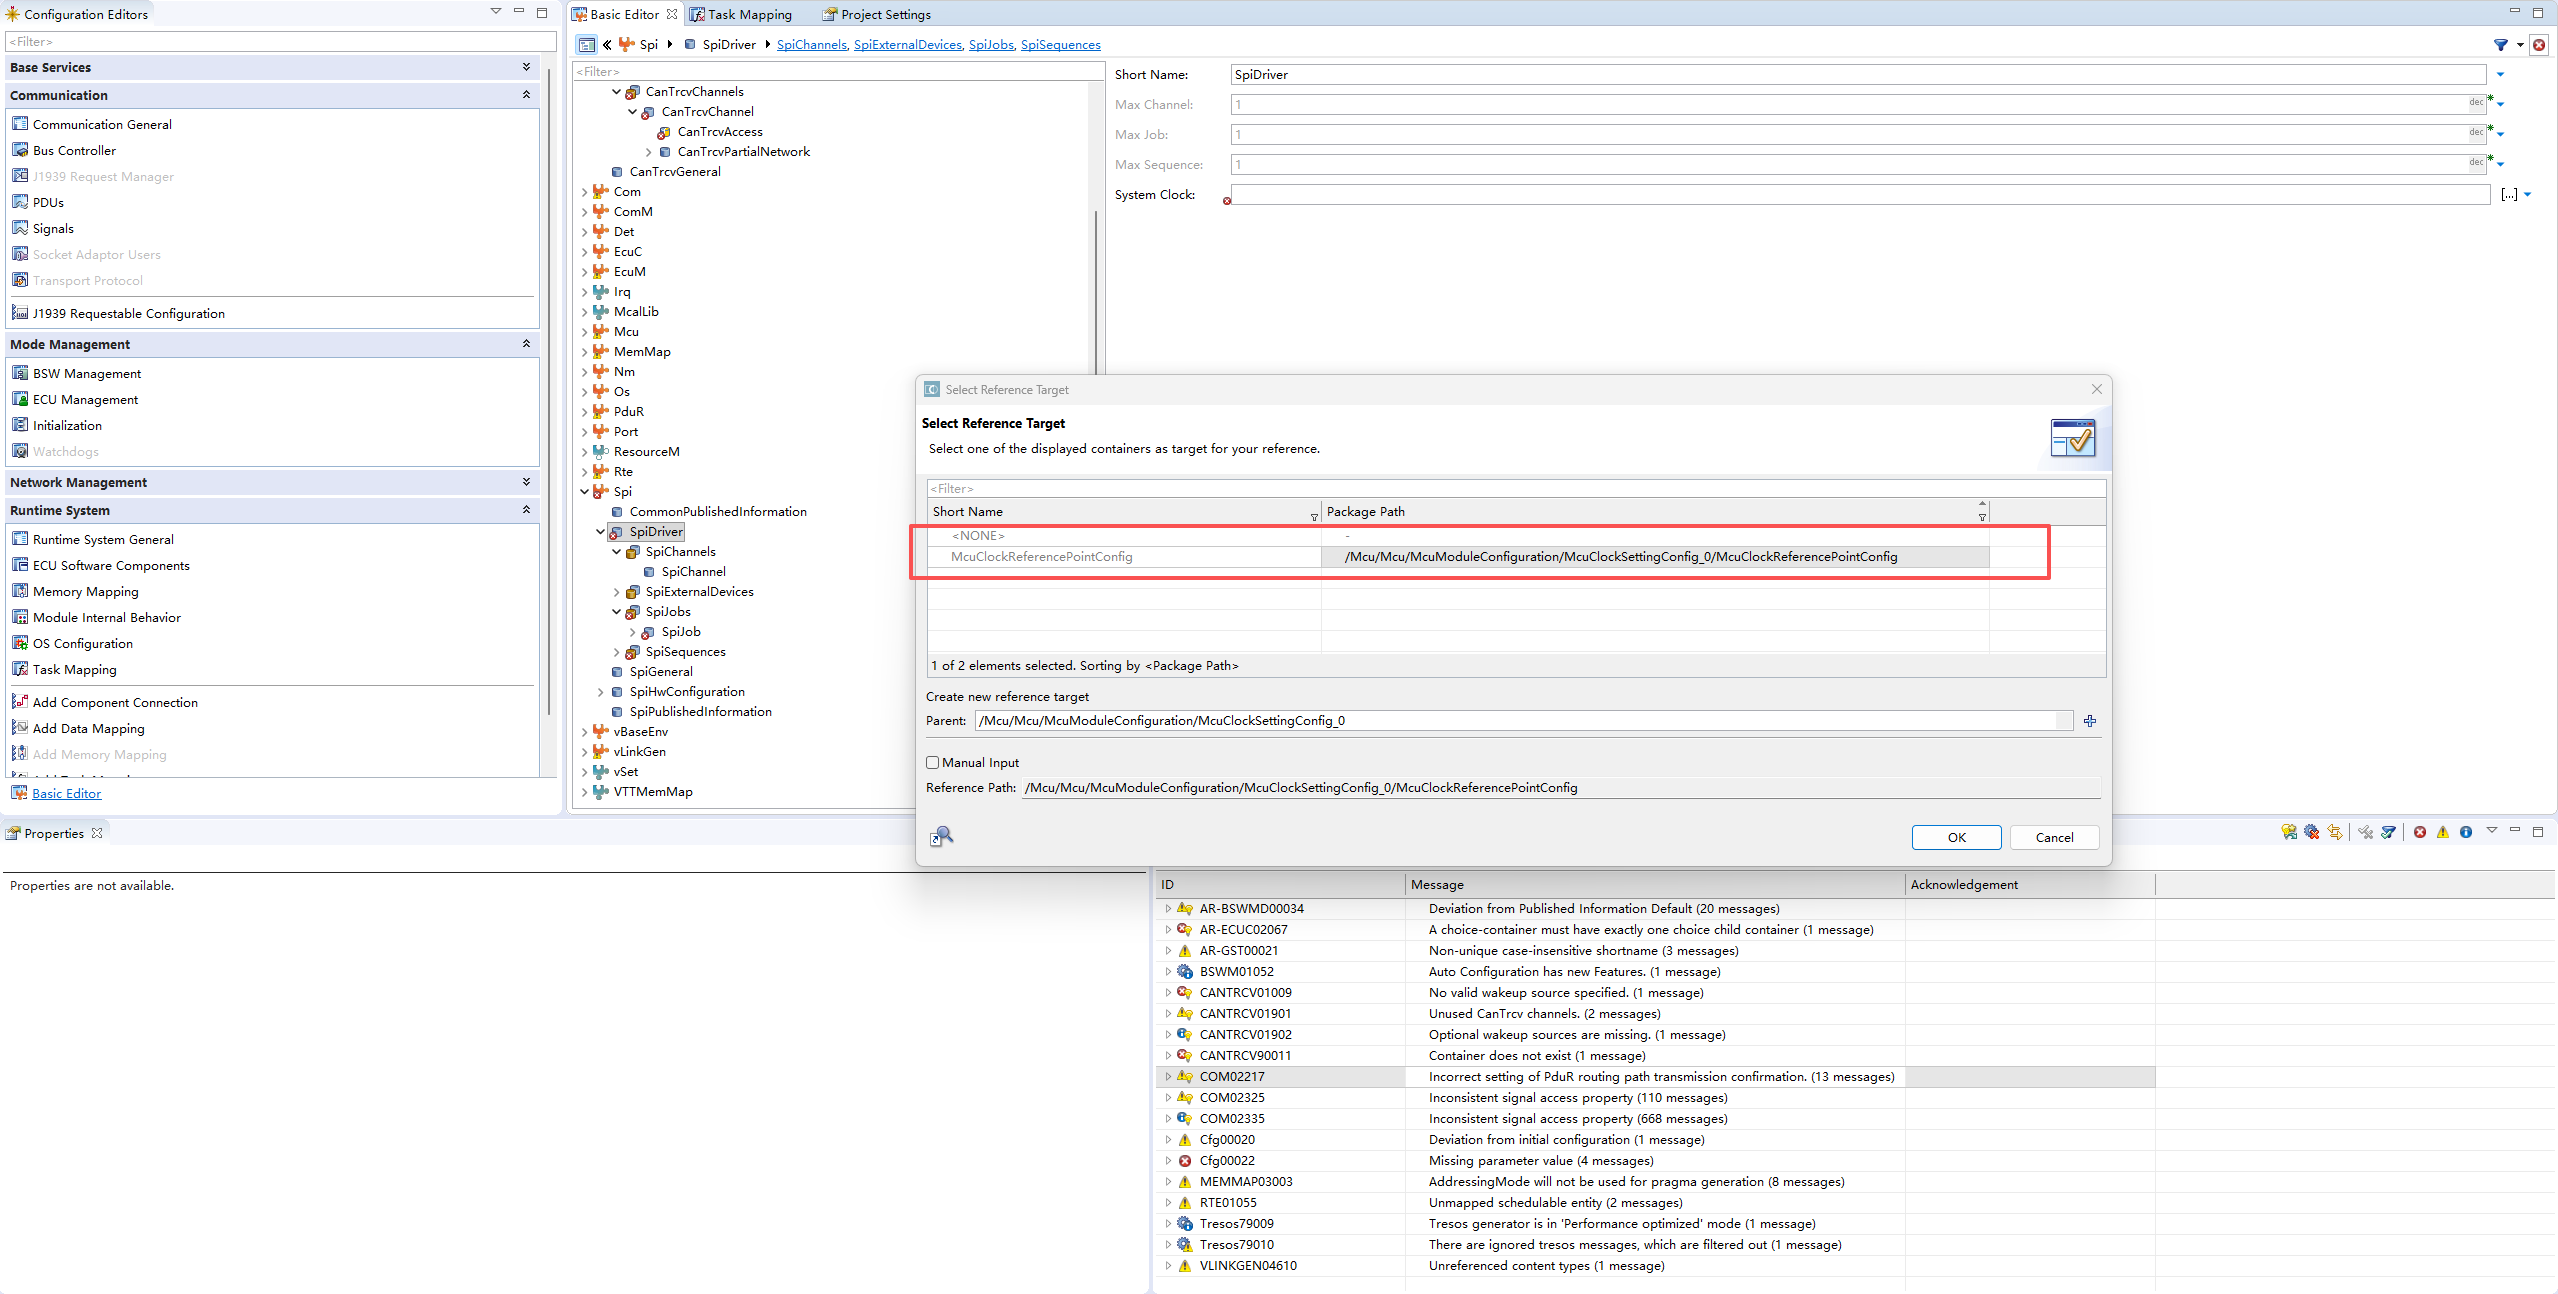 Configuration Editors
<Filter>
Base Services
Communication
Communication General
Bus Controller
J1939 Request Manager
PDUs
Signals
Socket Adaptor Users
Transport Protocol
J1939 Requestable Configuration
Mode Management
BSW Management
ECU Management
Initialization
Watchdogs
Network Management
Runtime System
Runtime System General
ECU Software Components
Memory Mapping
Module Internal Behavior
OS Configuration
Task Mapping
Add Component Connection
Add Data Mapping
Add Memory Mapping
Basic Editor
Basic Editor Task Mapping Project Settings
Spi SpiDriver SpiChannels, SpiExternalDevices, SpiJobs, SpiSequences
<Filter>
CanTrcvChannels
CanTrcvChannel
CanTrcvAccess
CanTrcvPartialNetwork
CanTrcvGeneral
Com
ComM
Det
EcuC
EcuM
Irq
McalLib
Mcu
MemMap
Nm
Os
PduR
Port
ResourceM
Rte
Spi
CommonPublishedInformation
SpiDriver
SpiChannels
SpiChannel
SpiExternalDevices
SpiJobs
SpiJob
SpiSequences
SpiGeneral
SpiHwConfiguration
SpiPublishedInformation
vBaseEnv
vLinkGen
vSet
VTTMemMap
Short Name: SpiDriver
Max Channel: 1 dec
Max Job: 1 dec
Max Sequence: 1 dec
System Clock: [...]
Select Reference Target
Select Reference Target
Select one of the displayed containers as target for your reference.
<Filter>
Short Name Package Path
<NONE> -
McuClockReferencePointConfig /Mcu/Mcu/McuModuleConfiguration/McuClockSettingConfig_0/McuClockReferencePointConfig
1 of 2 elements selected. Sorting by <Package Path>
Create new reference target
Parent: /Mcu/Mcu/McuModuleConfiguration/McuClockSettingConfig_0
Manual Input
Reference Path: /Mcu/Mcu/McuModuleConfiguration/McuClockSettingConfig_0/McuClockReferencePointConfig
OK Cancel
Properties
Properties are not available.
ID Message Acknowledgement
AR-BSWMD00034 Deviation from Published Information Default (20 messages)
AR-ECUC02067 A choice-container must have exactly one choice child container (1 message)
AR-GST00021 Non-unique case-insensitive shortname (3 messages)
BSWM01052 Auto Configuration has new Features. (1 message)
CANTRCV01009 No valid wakeup source specified. (1 message)
CANTRCV01901 Unused CanTrcv channels. (2 messages)
CANTRCV01902 Optional wakeup sources are missing. (1 message)
CANTRCV90011 Container does not exist (1 message)
COM02217 Incorrect setting of PduR routing path transmission confirmation. (13 messages)
COM02325 Inconsistent signal access property (110 messages)
COM02335 Inconsistent signal access property (668 messages)
Cfg00020 Deviation from initial configuration (1 message)
Cfg00022 Missing parameter value (4 messages)
MEMMAP03003 AddressingMode will not be used for pragma generation (8 messages)
RTE01055 Unmapped schedulable entity (2 messages)
Tresos79009 Tresos generator is in 'Performance optimized' mode (1 message)
Tresos79010 There are ignored tresos messages, which are filtered out (1 message)
VLINKGEN04610 Unreferenced content types (1 message)